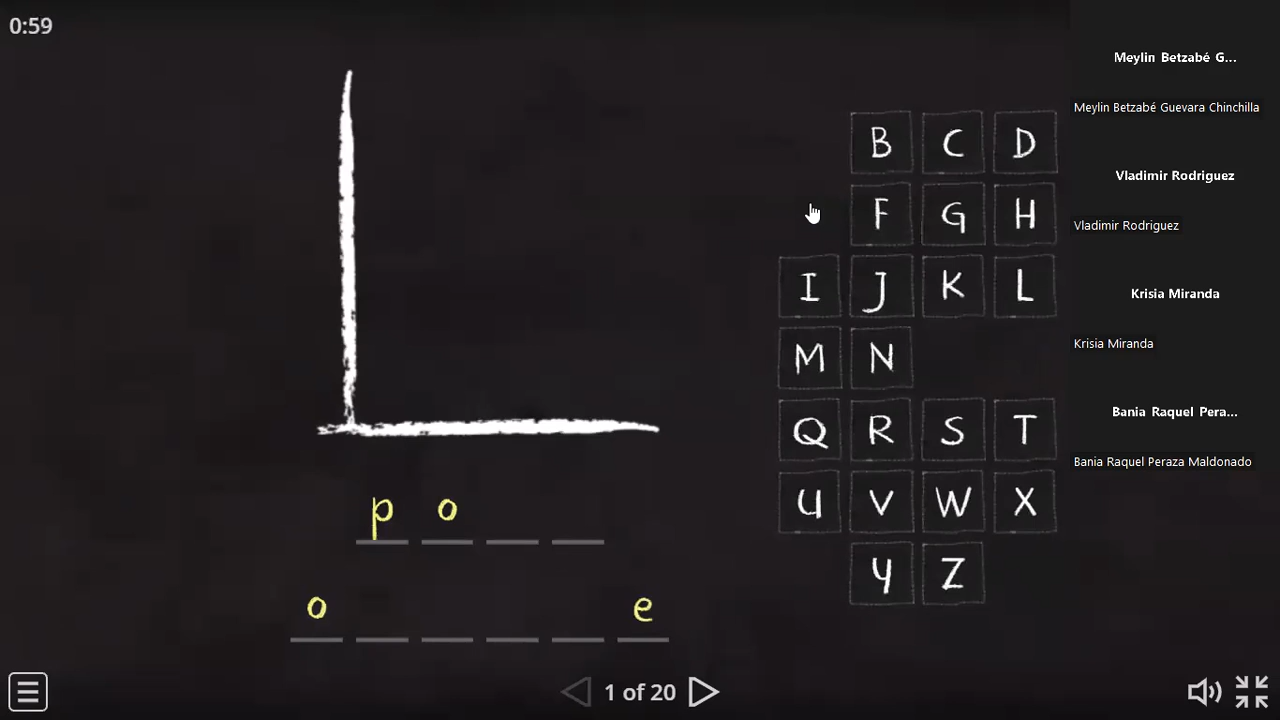 0:59
B C D
F G H
I J K L
M N
Q R S T
U V W X
Y Z
p o _ _
o _ _ _ _ e
1 of 20
Meylin Betzabé G...
Meylin Betzabé Guevara Chinchilla
Vladimir Rodriguez
Vladimir Rodriguez
Krisia Miranda
Krisia Miranda
Bania Raquel Pera...
Bania Raquel Peraza Maldonado